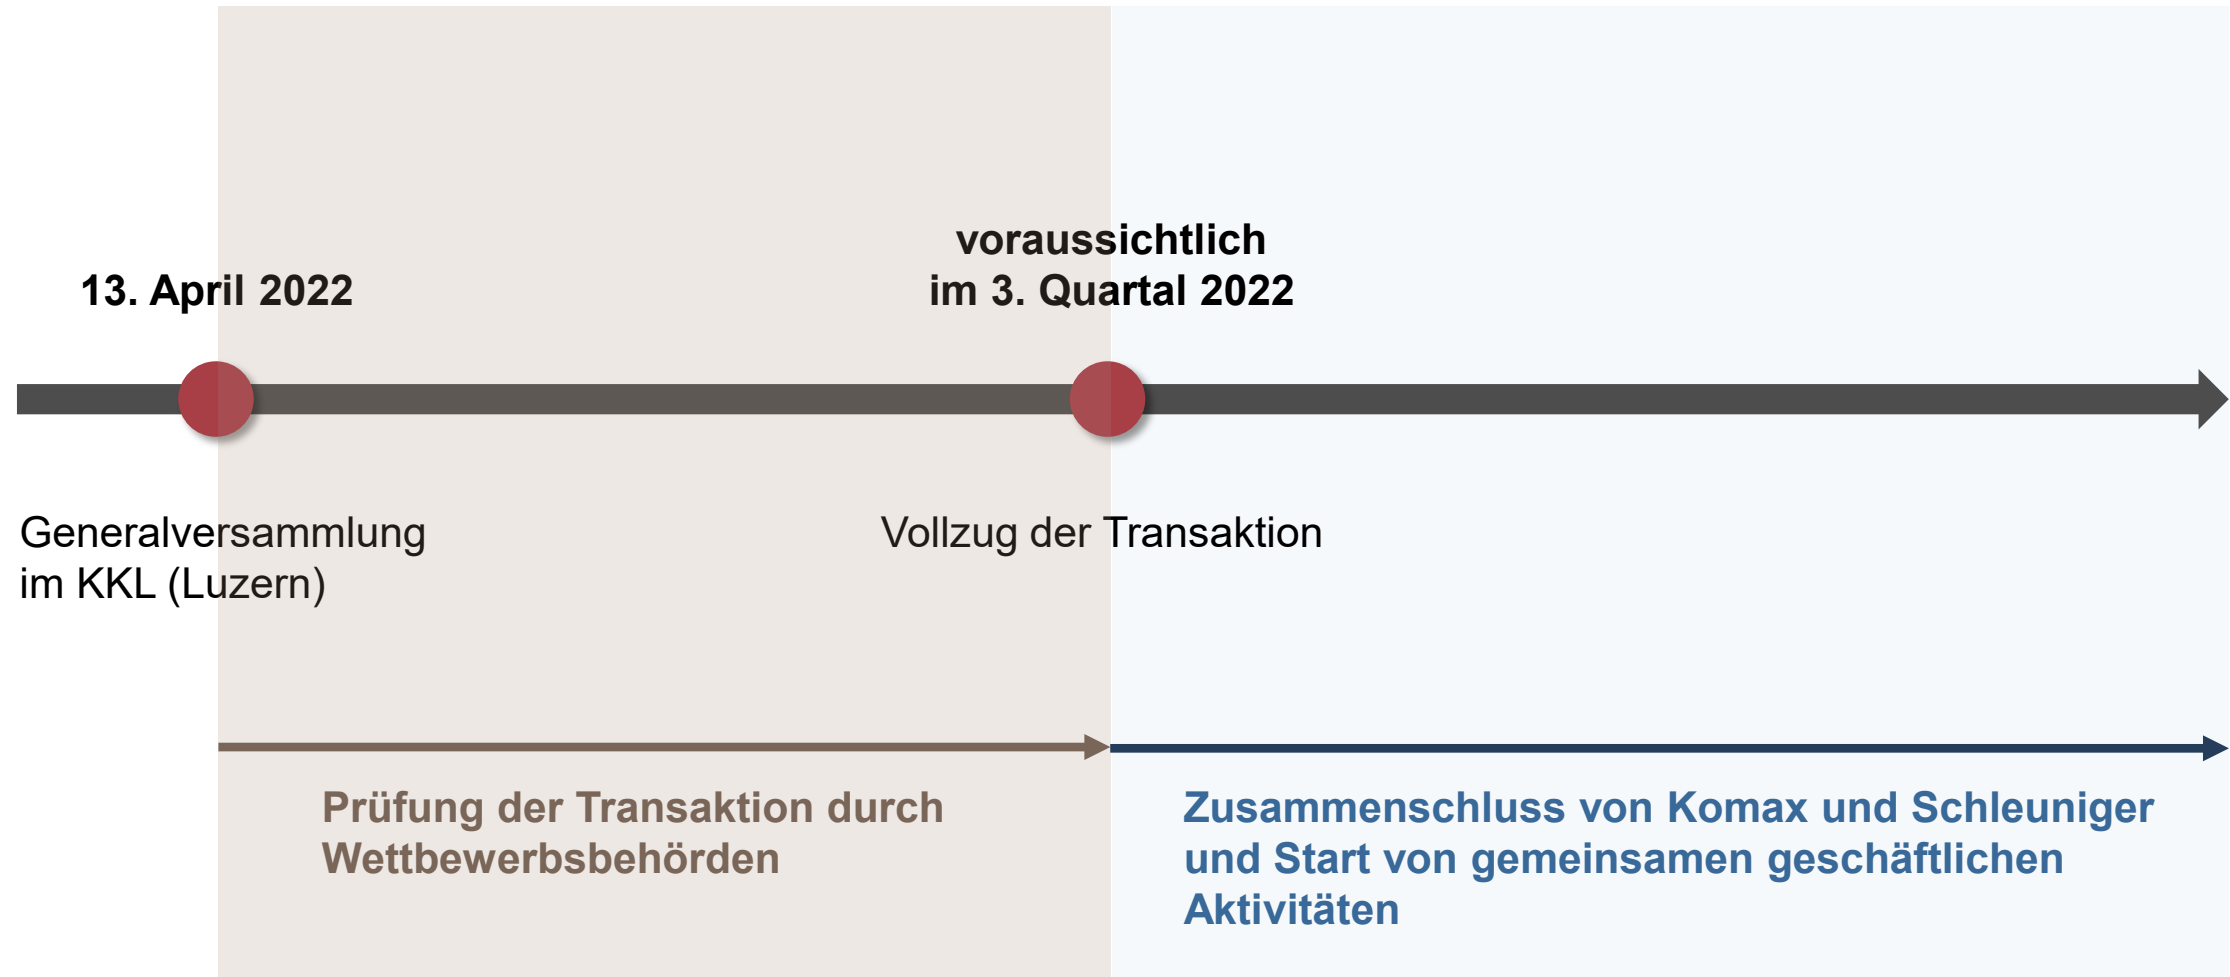 13. April 2022
voraussichtlich
im 3. Quartal 2022
Generalversammlung
im KKL (Luzern)
Vollzug der Transaktion
Prüfung der Transaktion durch
Wettbewerbsbehörden
Zusammenschluss von Komax und Schleuniger
und Start von gemeinsamen geschäftlichen
Aktivitäten